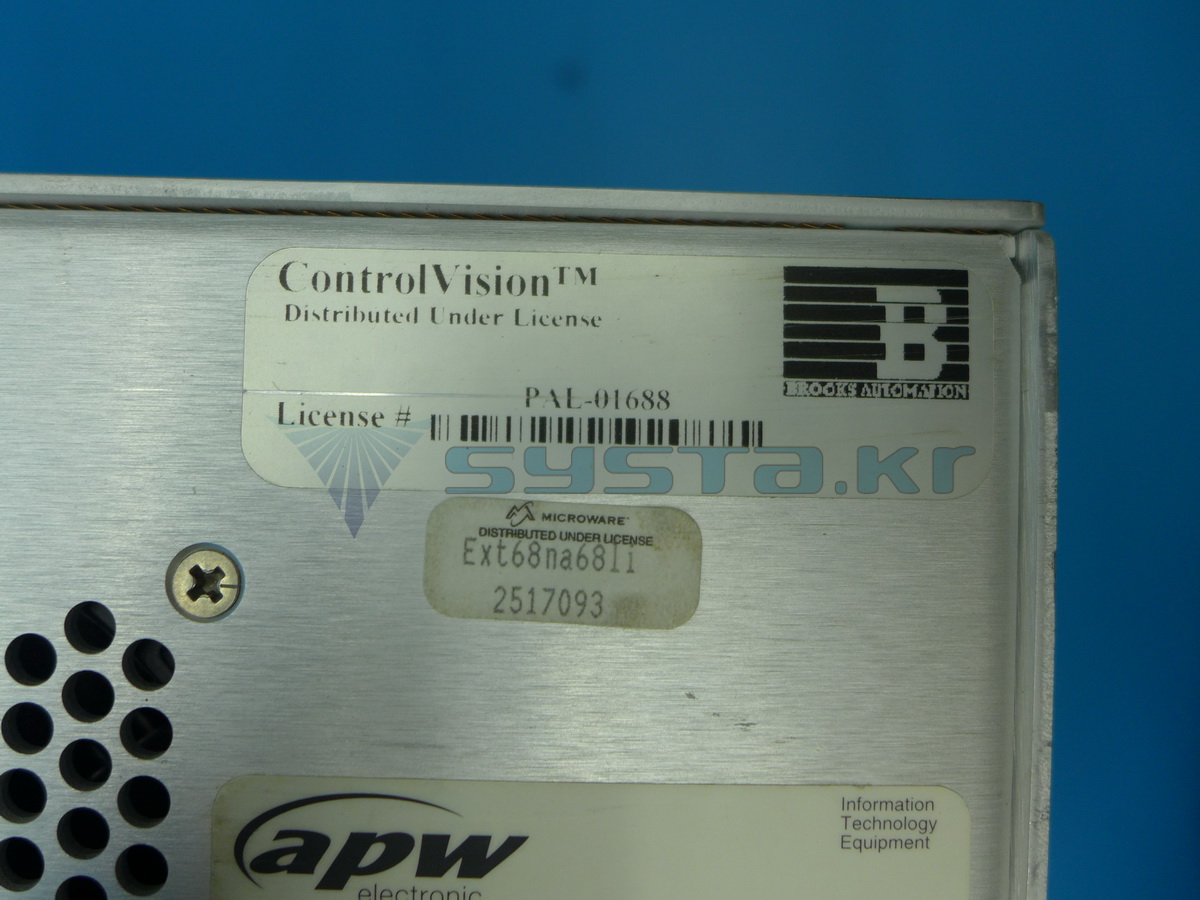 ControlVision™
Distributed Under License
BROOKS AUTOMATION
PAL-01688
License #
systa.kr
MICROWARE
DISTRIBUTED UNDER LICENSE
Ext68na68li
2517093
apw
electronic
Information
Technology
Equipment